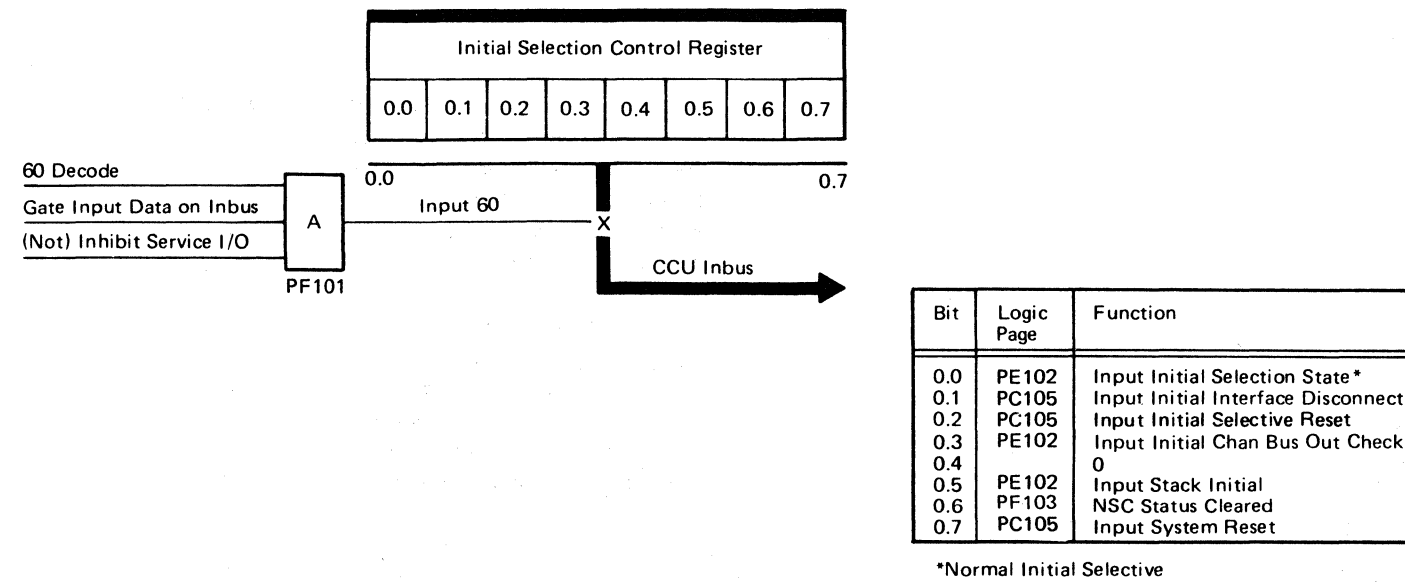 Initial Selection Control Register
0.0 0.1 0.2 0.3 0.4 0.5 0.6 0.7
0.0 0.7
60 Decode
Gate Input Data on Inbus
(Not) Inhibit Service I/O
A
PF101
Input 60
X
CCU Inbus
Bit Logic Page Function
0.0 PE102 Input Initial Selection State*
0.1 PC105 Input Initial Interface Disconnect
0.2 PC105 Input Initial Selective Reset
0.3 PE102 Input Initial Chan Bus Out Check
0.4 0
0.5 PE102 Input Stack Initial
0.6 PF103 NSC Status Cleared
0.7 PC105 Input System Reset
*Normal Initial Selective